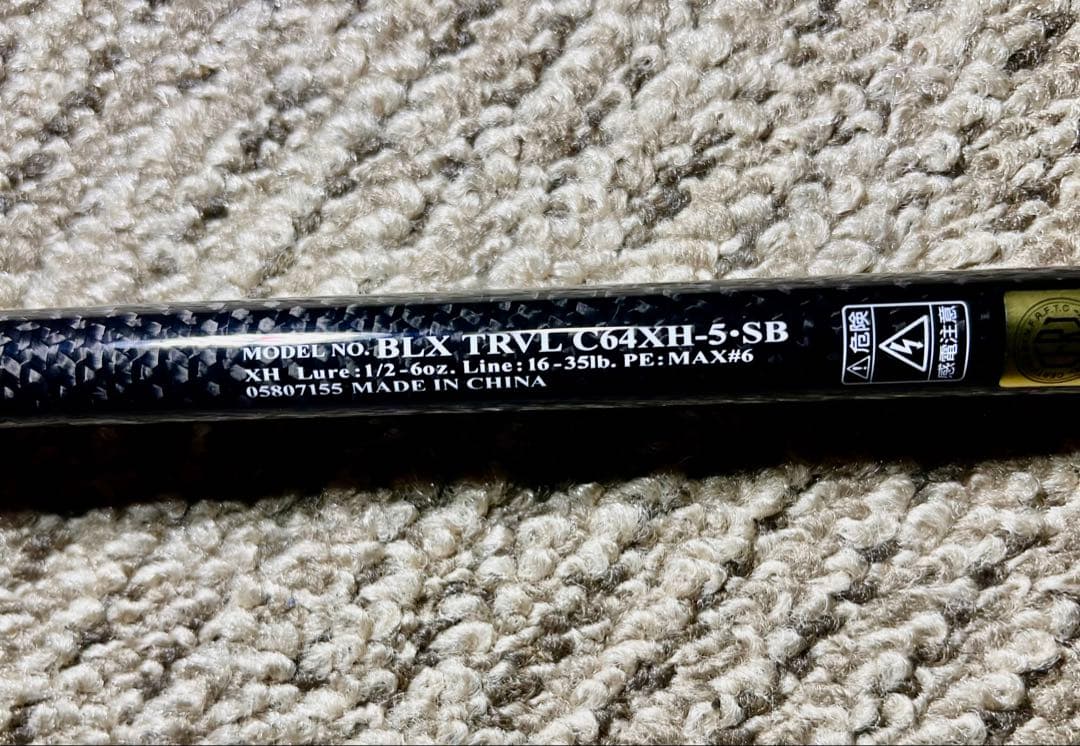 MODEL NO. BLX TRVL C64XH-5・SB
XH Lure:1/2-6oz. Line:16-35lb. PE:MAX#6
05807155 MADE IN CHINA
危険
感電注意